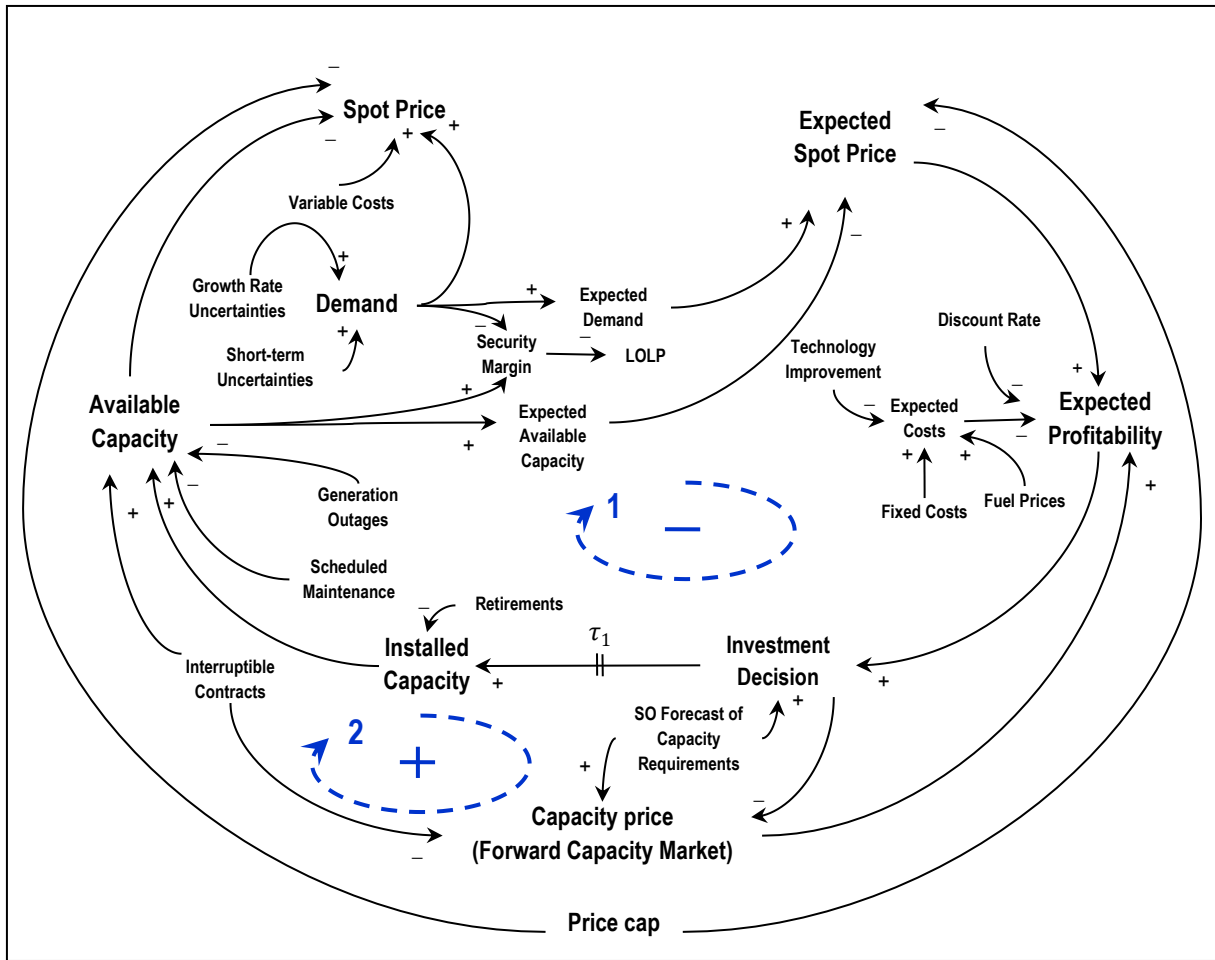 −
Spot Price
−
+
+
Variable Costs
Expected
Spot Price
−
Growth Rate
Uncertainties
+
Demand
+
Short-term
Uncertainties
+
Expected
Demand
+
−
−
Security
Margin
−
LOLP
Discount Rate
Technology
Improvement
−
+
−
Expected
Costs
−
Expected
Profitability
+
+
Fixed Costs
Fuel Prices
+
Available
Capacity
+
+
Expected
Available
Capacity
−
−
+
+
Generation
Outages
Scheduled
Maintenance
1
−
−
Retirements
Installed
Capacity
+
τ1
Investment
Decision
+
+
Interruptible
Contracts
2
+
SO Forecast of
Capacity
Requirements
+
−
−
Capacity price
(Forward Capacity Market)
Price cap